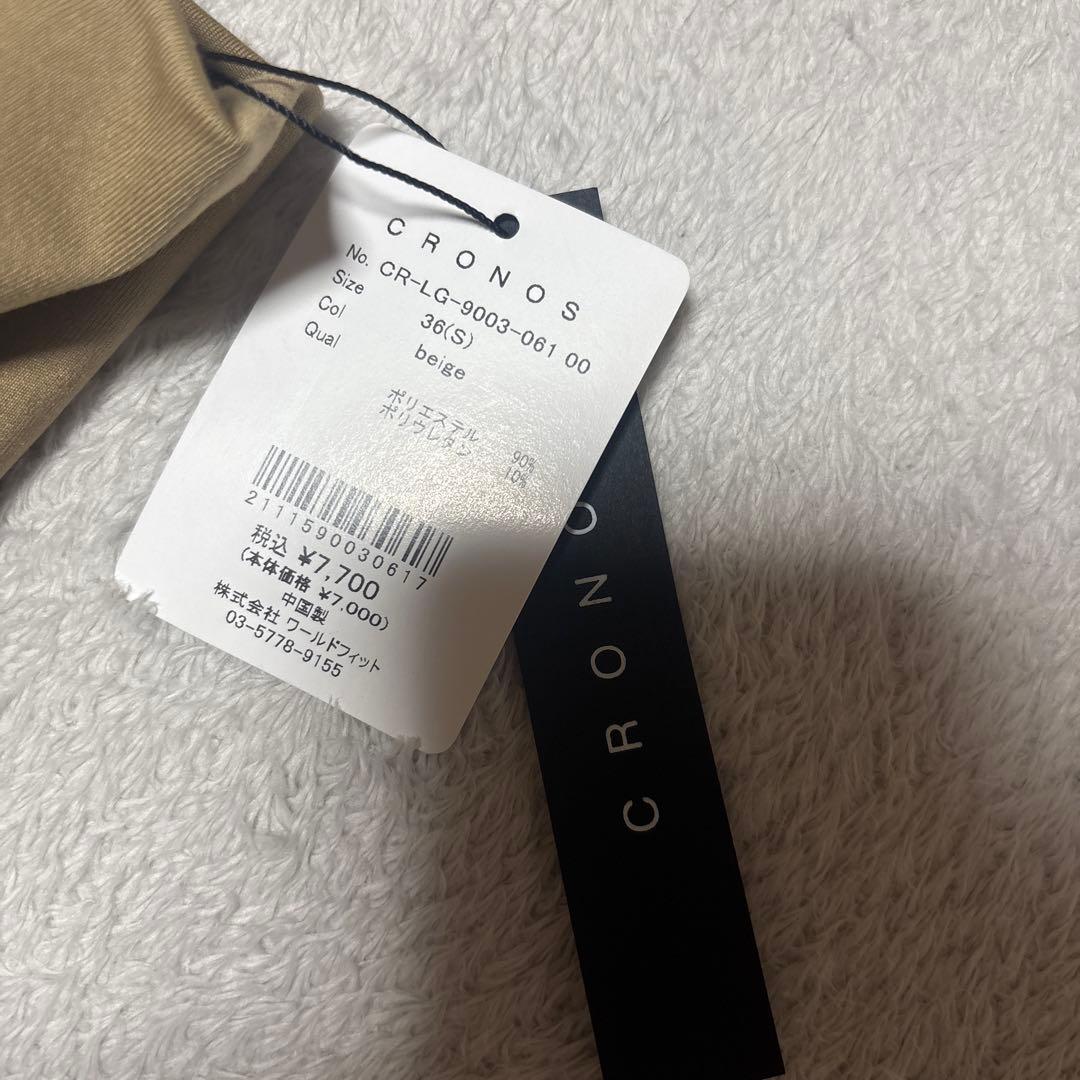 CRONOS
No. CR-LG-9003-061 00
Size 36(S)
Col beige
Qual
ポリエステル 90%
ポリウレタン 10%
2111590030617
税込 ¥7,700
(本体価格 ¥7,000)
中国製
株式会社 ワールドフィット
03-5778-9155
CRONO